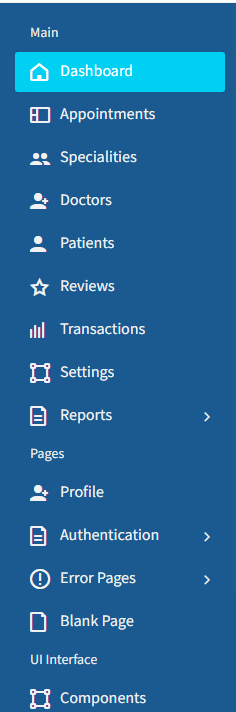 Main
Dashboard
Appointments
Specialities
Doctors
Patients
Reviews
Transactions
Settings
Reports
Pages
Profile
Authentication
Error Pages
Blank Page
UI Interface
Components